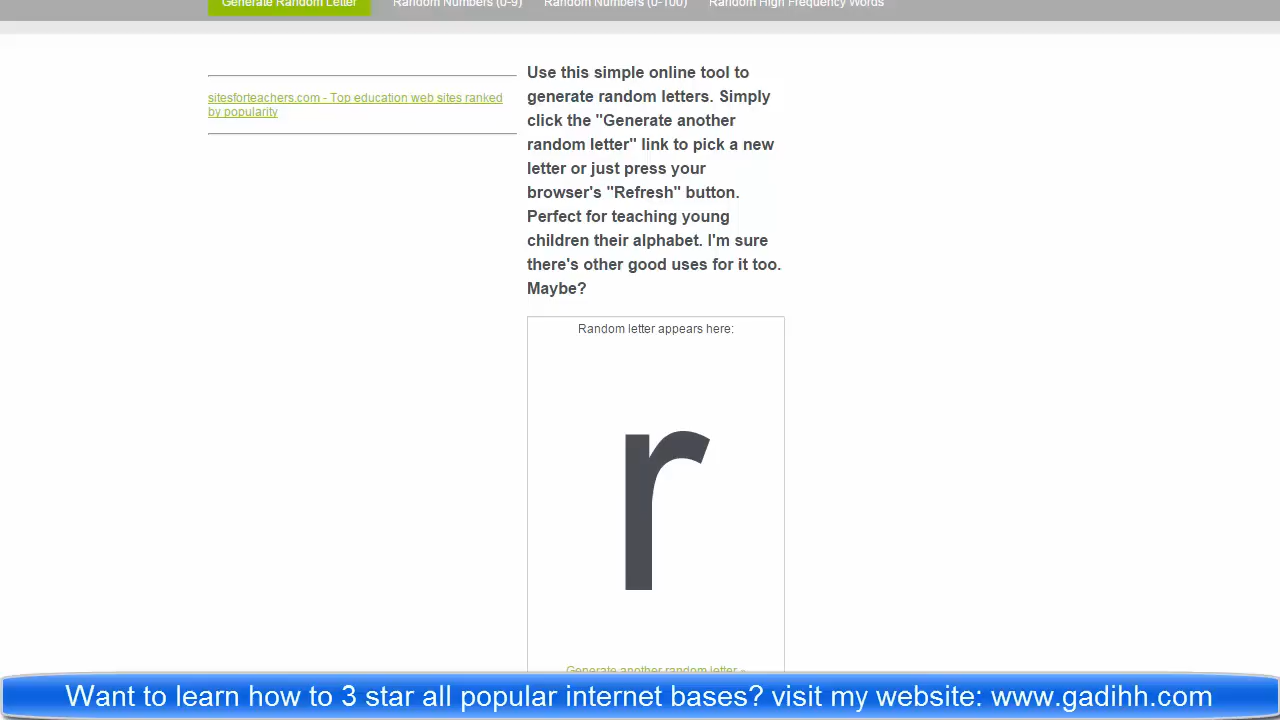 Generate Random Letter Random Numbers (0-9) Random Numbers (0-100) Random High Frequency Words
sitesforteachers.com - Top education web sites ranked
by popularity
Use this simple online tool to
generate random letters. Simply
click the "Generate another
random letter" link to pick a new
letter or just press your
browser's "Refresh" button.
Perfect for teaching young
children their alphabet. I'm sure
there's other good uses for it too.
Maybe?
Random letter appears here:
r
Generate another random letter »
Want to learn how to 3 star all popular internet bases? visit my website: www.gadihh.com